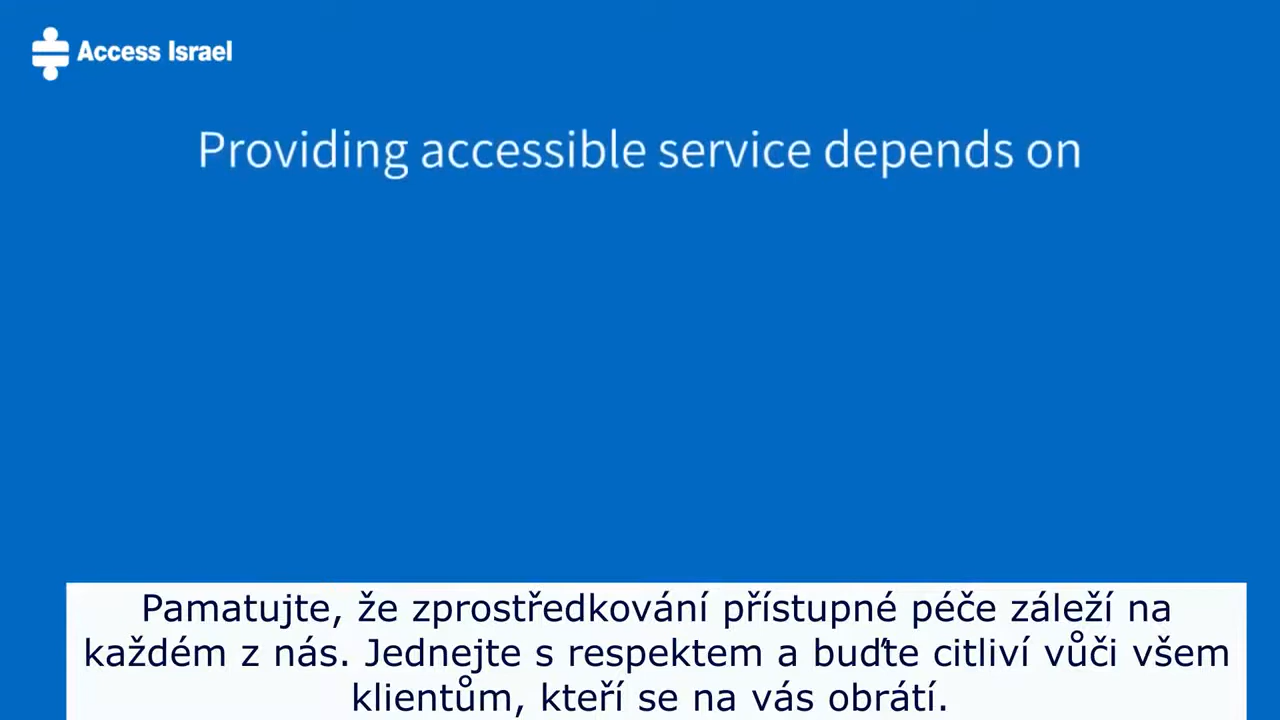 Access Israel
Providing accessible service depends on
Pamatujte, že zprostředkování přístupné péče záleží na
každém z nás. Jednejte s respektem a buďte citliví vůči všem
klientům, kteří se na vás obrátí.